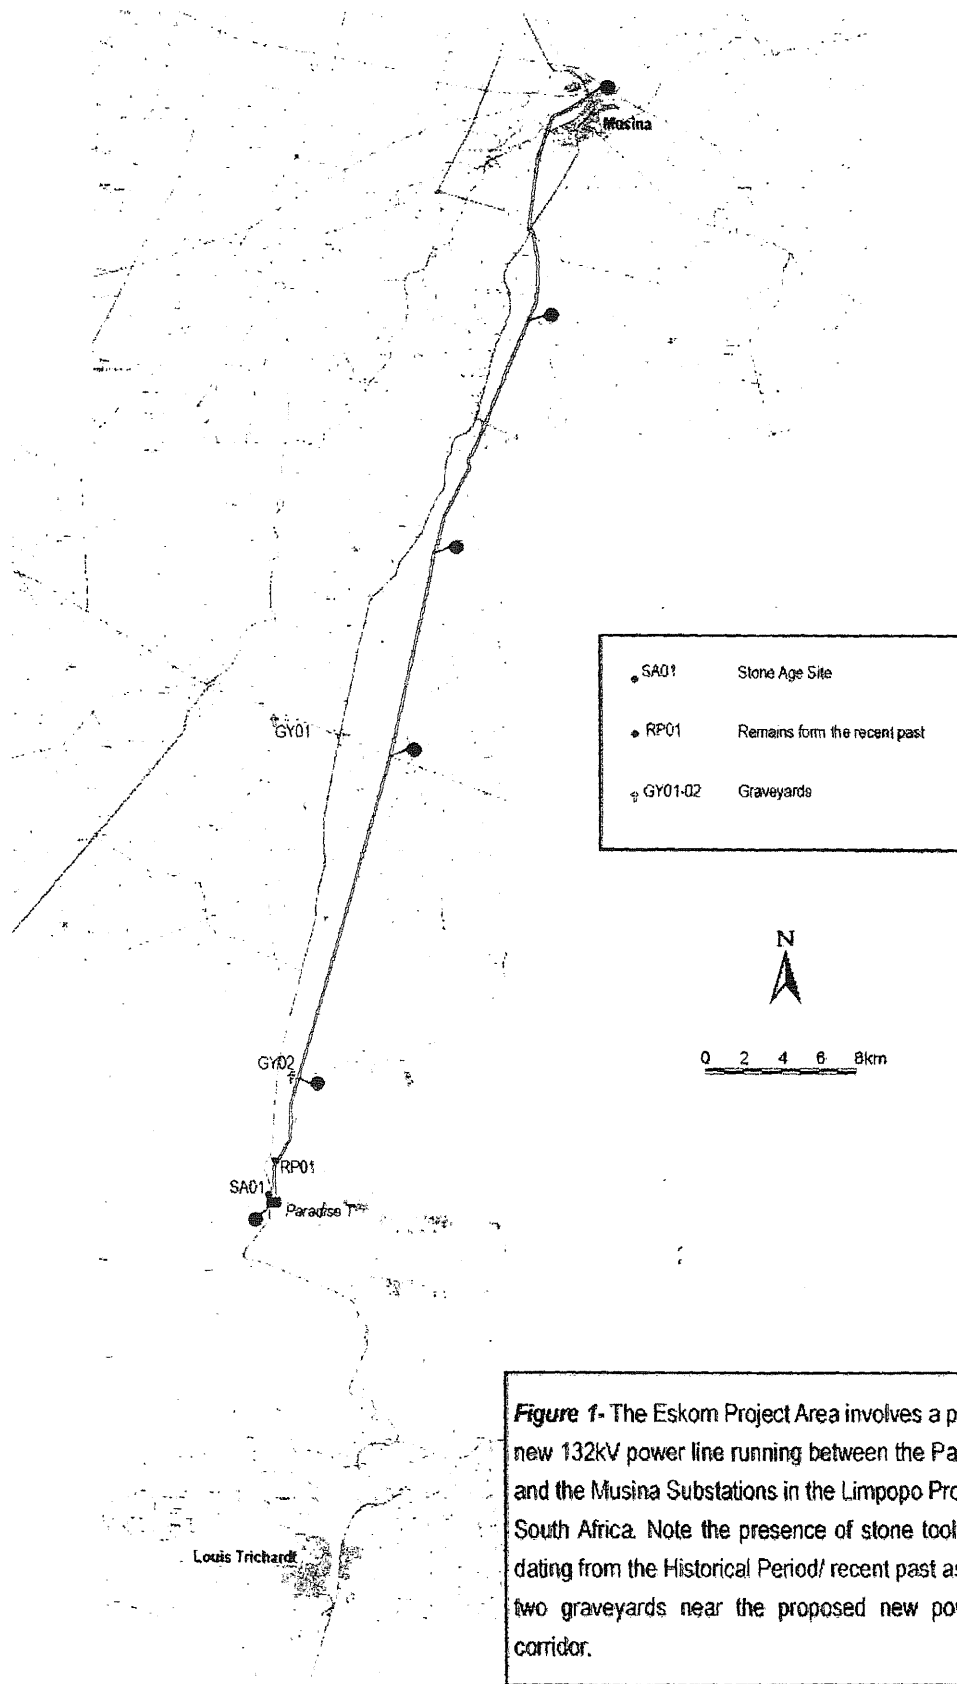 Musina
SA01 Stone Age Site
RP01 Remains form the recent past
GY01-02 Graveyards
GY01
N
0 2 4 6 8km
GY02
RP01
SA01
Paradise T
Figure 1- The Eskom Project Area involves a p
new 132kV power line running between the Pa
and the Musina Substations in the Limpopo Pro
South Africa. Note the presence of stone tool
dating from the Historical Period/ recent past as
two graveyards near the proposed new po
corridor.
Louis Trichardt